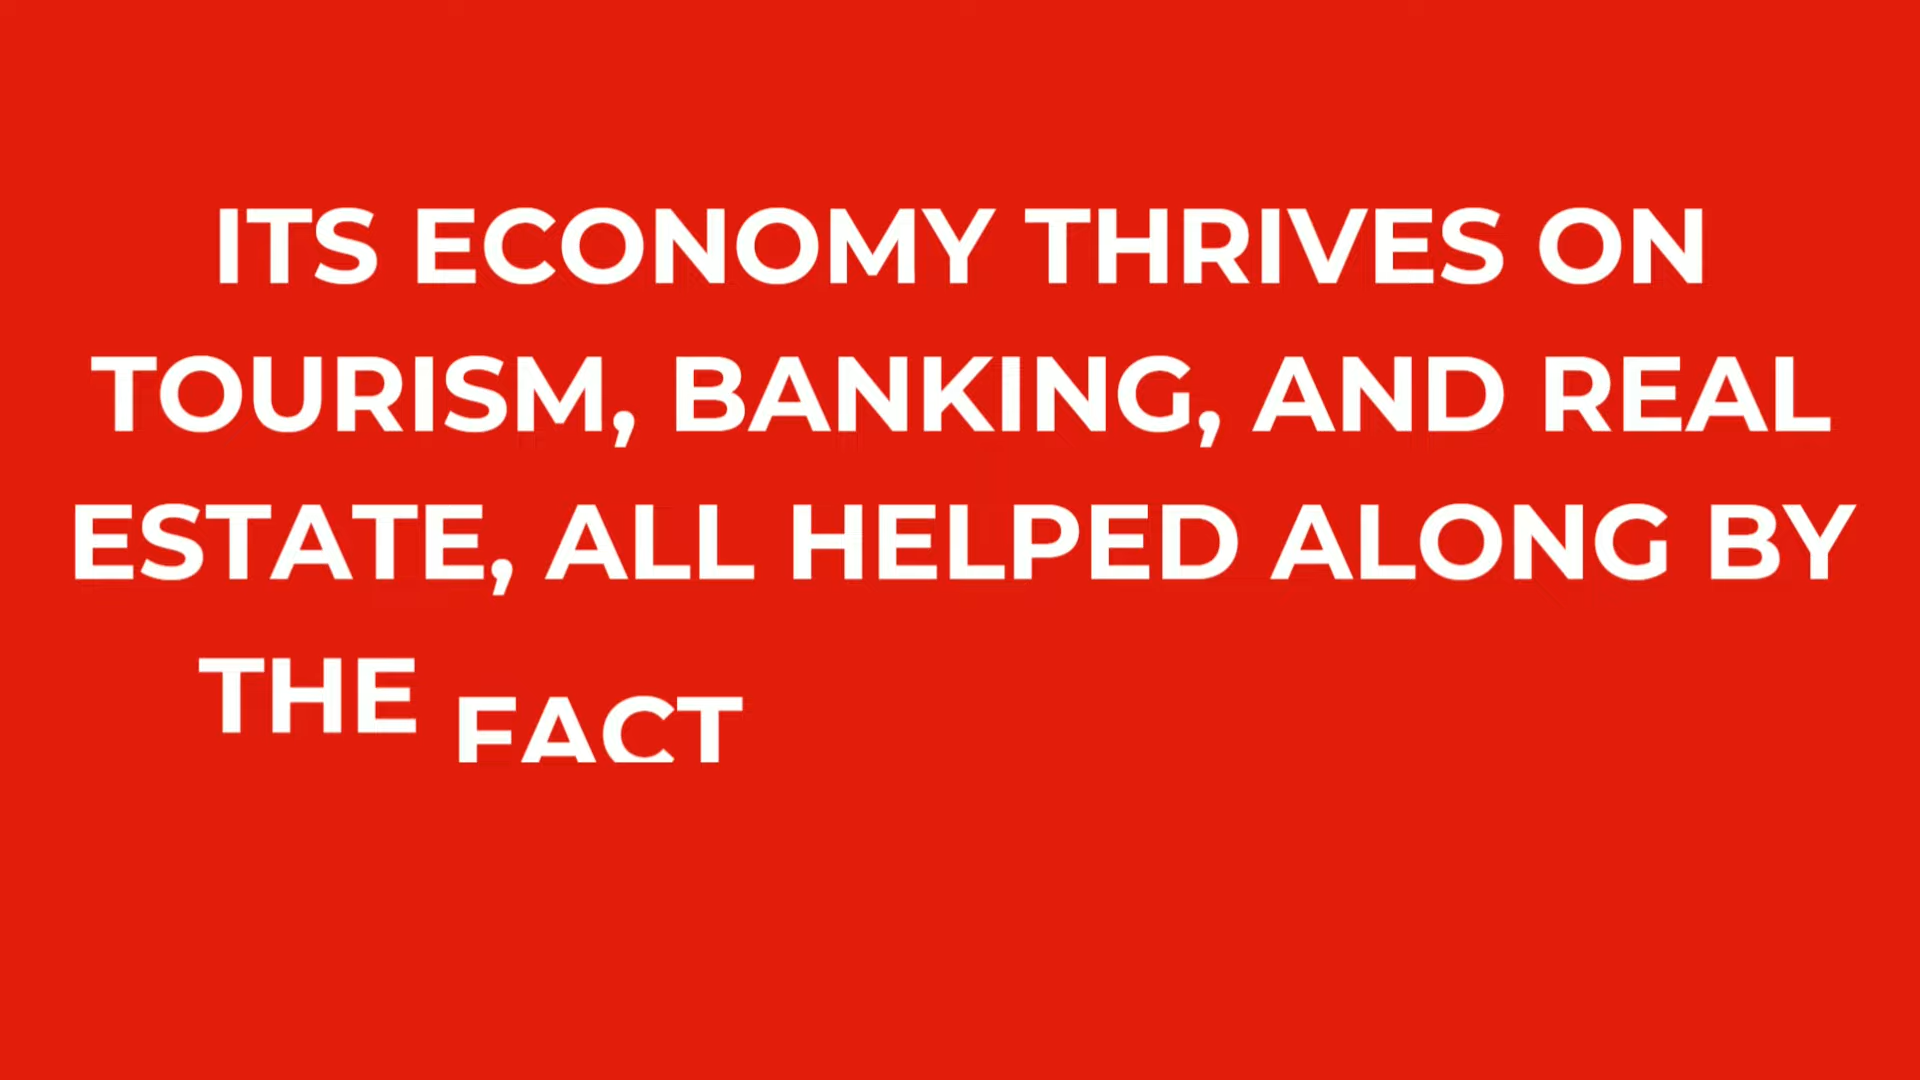 ITS ECONOMY THRIVES ON
TOURISM, BANKING, AND REAL
ESTATE, ALL HELPED ALONG BY
THE FACT